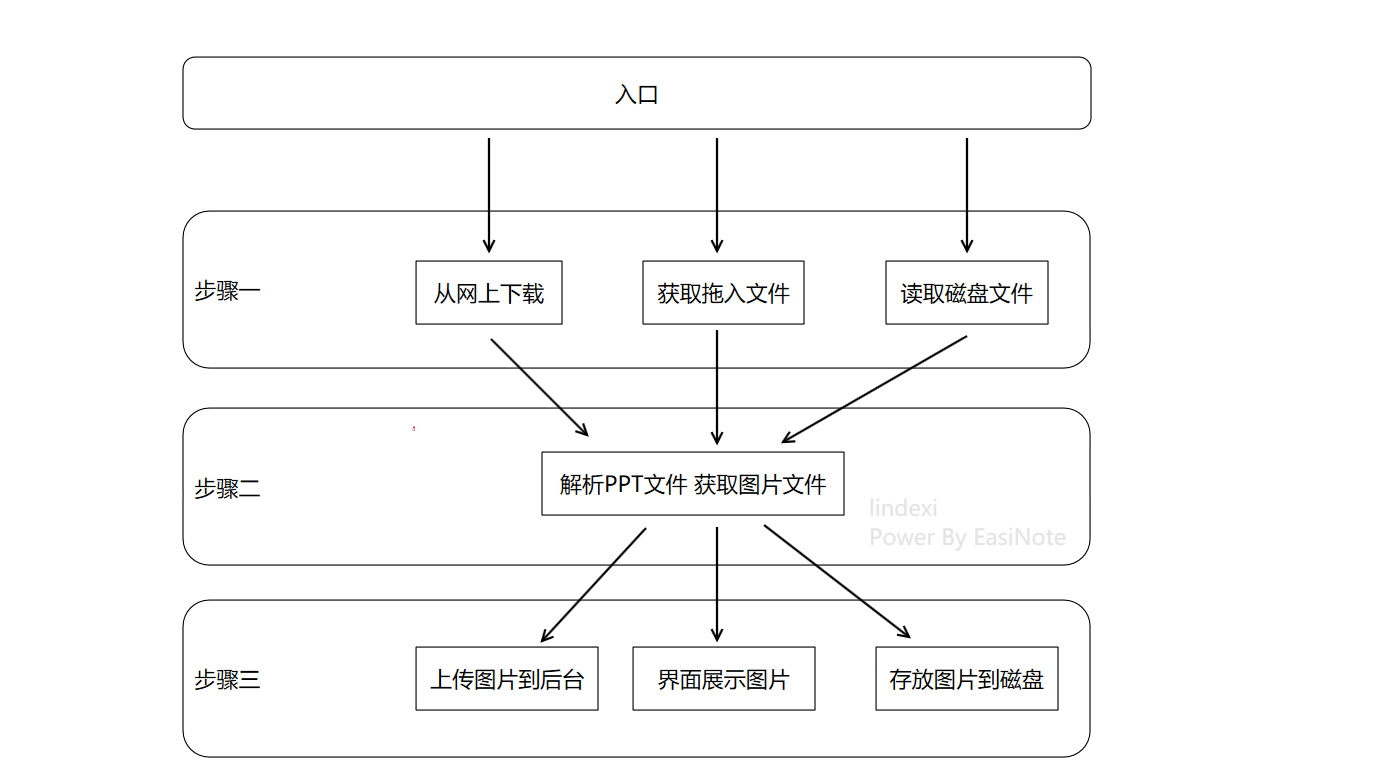 入口
步骤一
从网上下载
获取拖入文件
读取磁盘文件
步骤二
解析PPT文件 获取图片文件
lindexi
Power By EasiNote
步骤三
上传图片到后台
界面展示图片
存放图片到磁盘